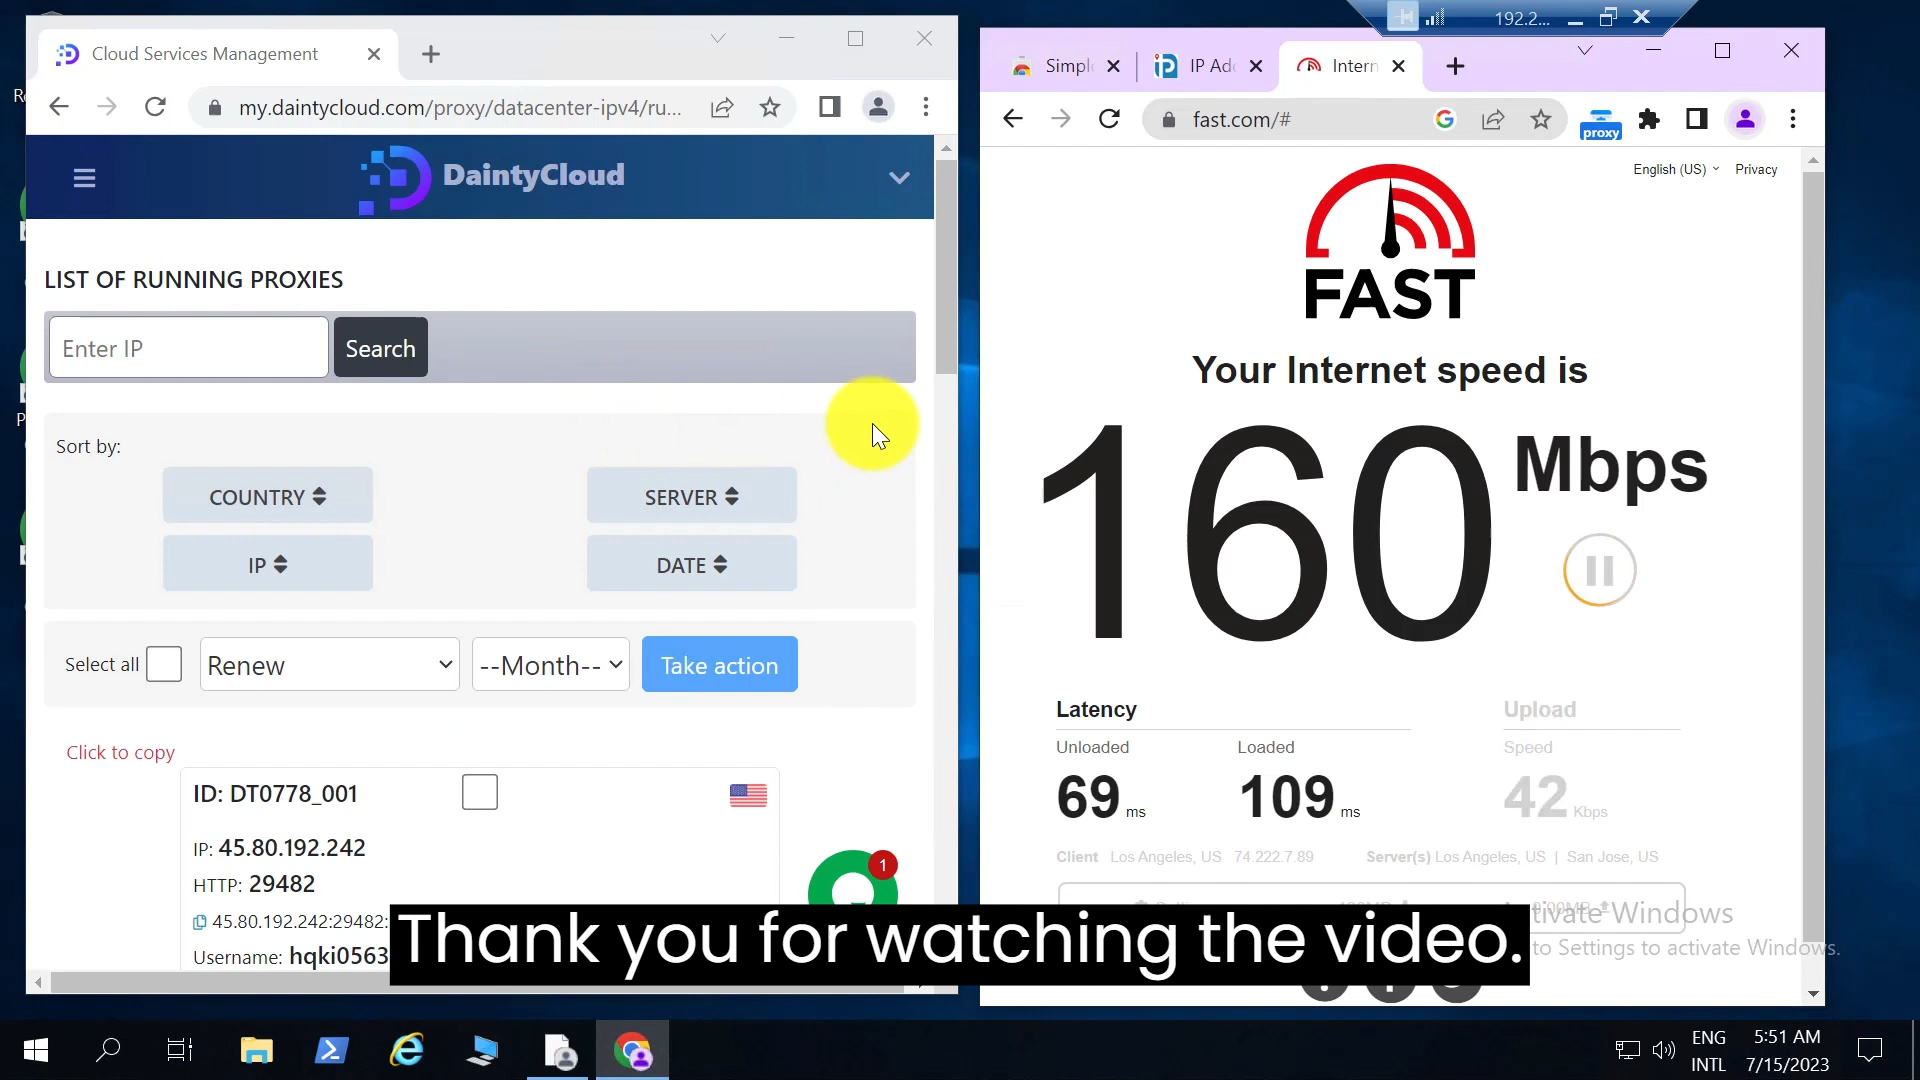 Cloud Services Management
my.daintycloud.com/proxy/datacenter-ipv4/ru...
DaintyCloud
LIST OF RUNNING PROXIES
Enter IP
Search
Sort by:
COUNTRY
SERVER
IP
DATE
Select all
Renew
--Month--
Take action
Click to copy
ID: DT0778_001
IP: 45.80.192.242
HTTP: 29482
45.80.192.242:29482:
Username: hqki0563
1
192.2...
Simpl
IP Ad
Intern
fast.com/#
proxy
English (US)
Privacy
FAST
Your Internet speed is
160 Mbps
Latency
Upload
Unloaded
Loaded
Speed
69 ms
109 ms
42 Kbps
Client Los Angeles, US 74.222.7.89
Server(s) Los Angeles, US | San Jose, US
tivate Windows
to Settings to activate Windows.
Thank you for watching the video.
ENG
INTL
5:51 AM
7/15/2023